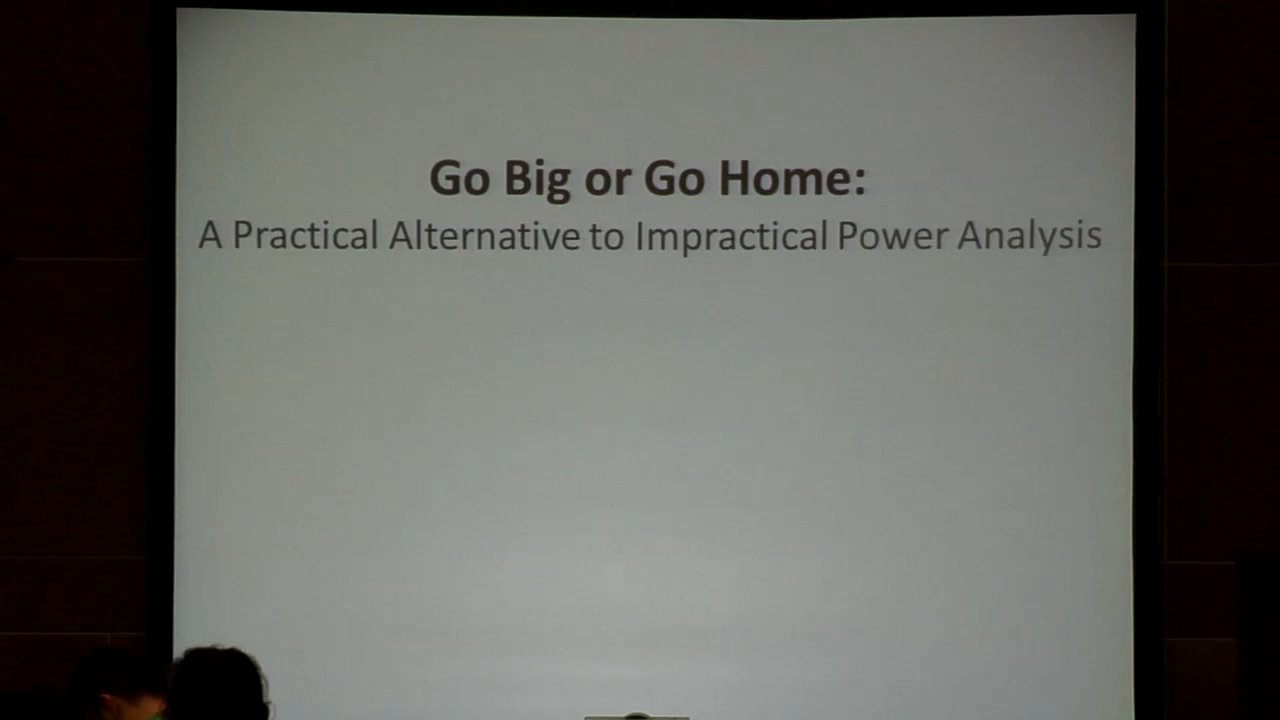 Go Big or Go Home:
A Practical Alternative to Impractical Power Analysis